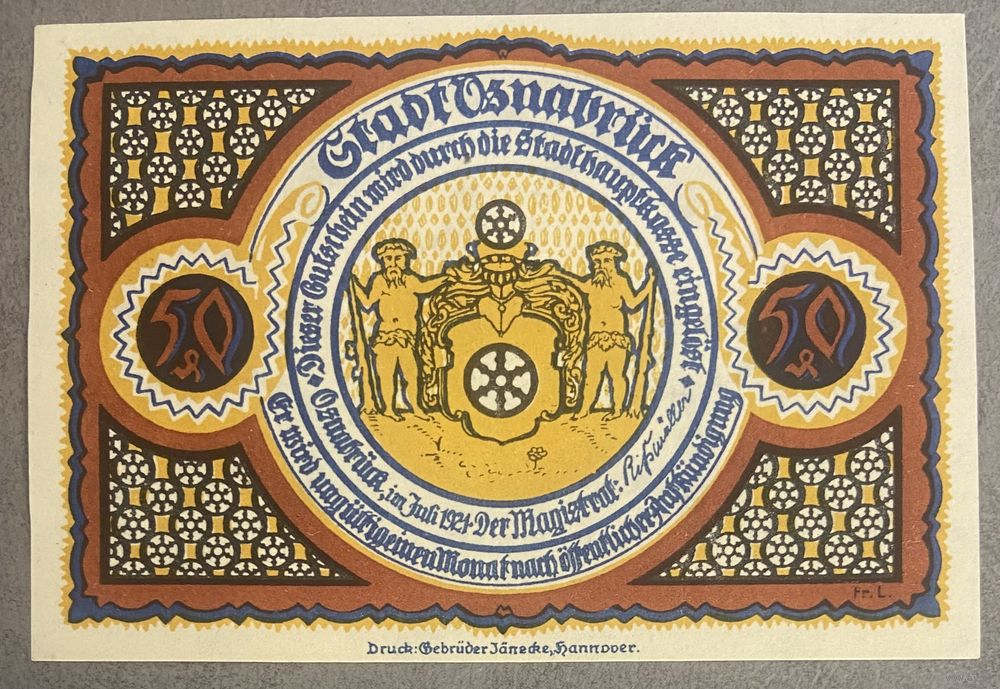 Stadt Osnabrück
Dieser Gutschein wird durch die Stadthauptkasse eingelöst
50
50
Osnabrück, im Juli 1921 · Der Magistrat:
Er wird ungültig einen Monat nach öffentlicher Aufkündigung
Fr. L.
Druck: Gebrüder Jänecke, Hannover.